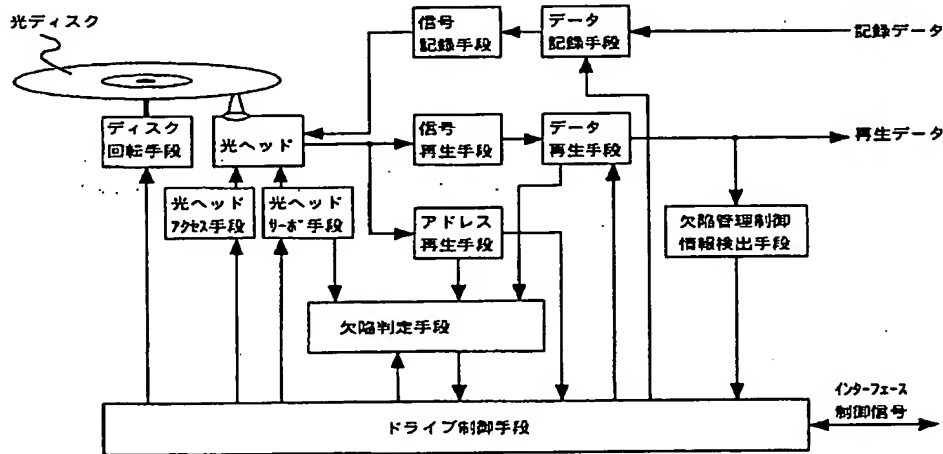 光ディスク
信号
記録手段
データ
記録手段
記録データ
ディスク
回転手段
光ヘッド
信号
再生手段
データ
再生手段
再生データ
光ヘッド
アクセス手段
光ヘッド
サーボ手段
アドレス
再生手段
欠陥管理制御
情報検出手段
欠陥判定手段
ドライブ制御手段
インターフェース
制御信号